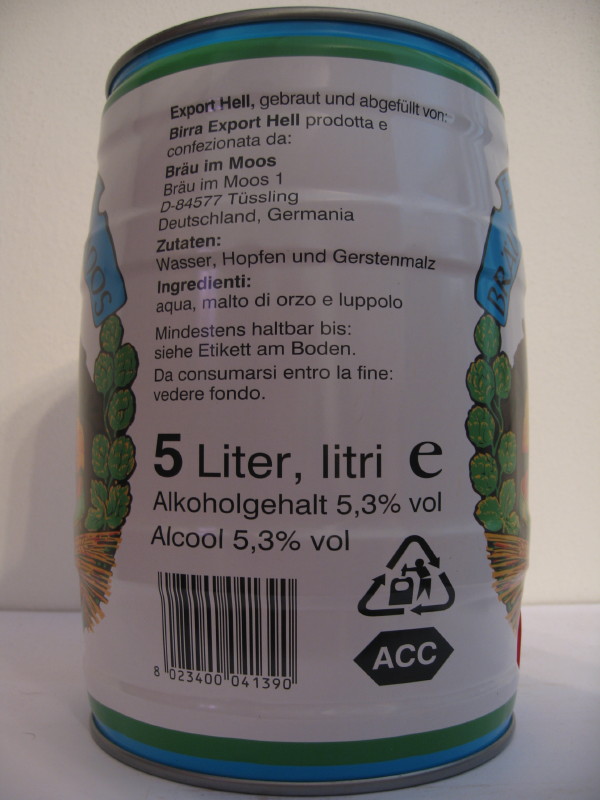 Export Hell, gebraut und abgefüllt von:
Birra Export Hell prodotta e
confezionata da:
Bräu im Moos
Bräu im Moos 1
D-84577 Tüssling
Deutschland, Germania
Zutaten:
Wasser, Hopfen und Gerstenmalz
Ingredienti:
aqua, malto di orzo e luppolo
Mindestens haltbar bis:
siehe Etikett am Boden.
Da consumarsi entro la fine:
vedere fondo.
5 Liter, litri e
Alkoholgehalt 5,3% vol
Alcool 5,3% vol
8 023400 041390
ACC
OOS
BRÄ